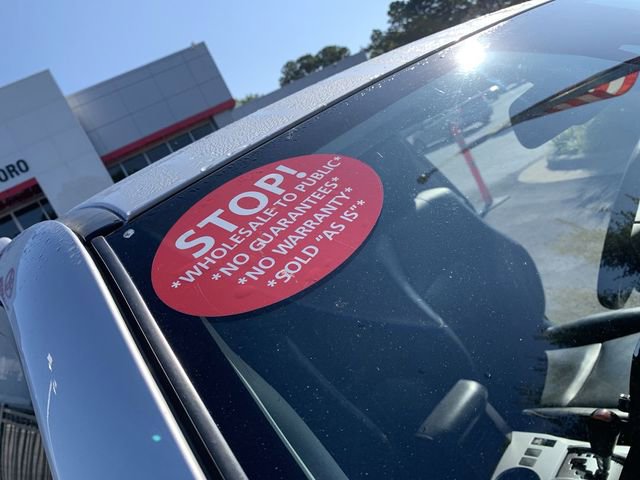 ORO
STOP!
*WHOLESALE TO PUBLIC*
*NO GUARANTEES*
*NO WARRANTY*
*SOLD "AS IS"*